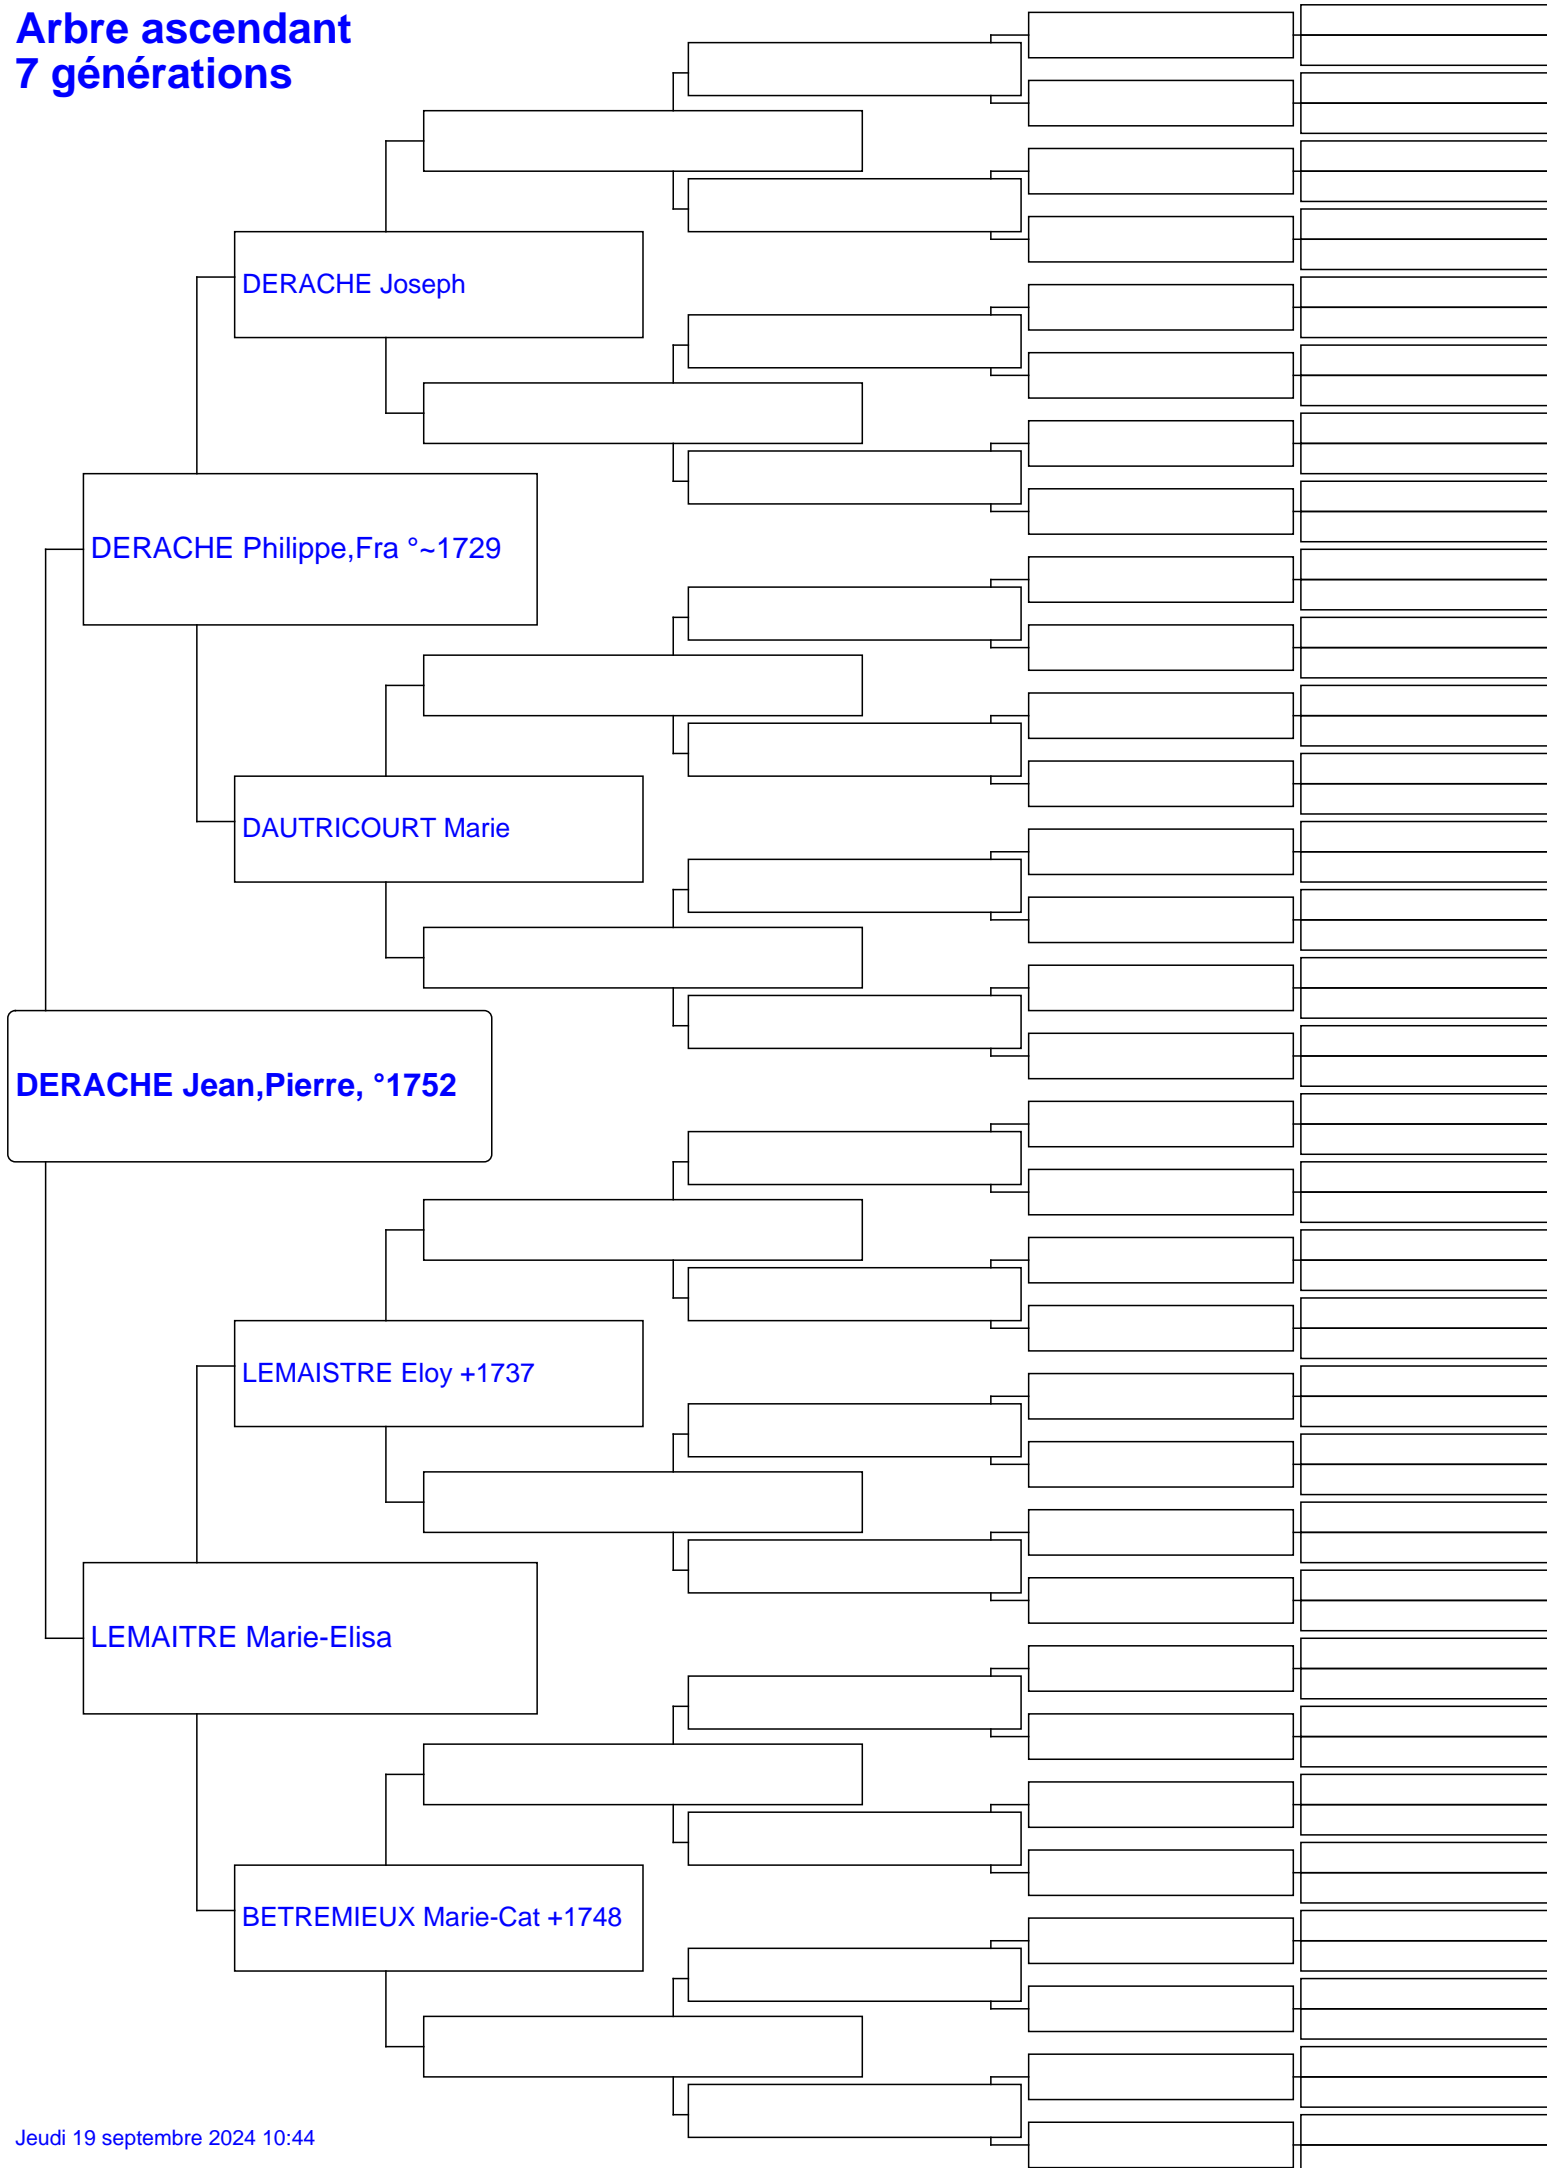 Arbre ascendant
7 générations
DERACHE Joseph
DERACHE Philippe,Fra °~1729
DAUTRICOURT Marie
DERACHE Jean,Pierre, °1752
LEMAISTRE Eloy +1737
LEMAITRE Marie-Elisa
BETREMIEUX Marie-Cat +1748
Jeudi 19 septembre 2024 10:44